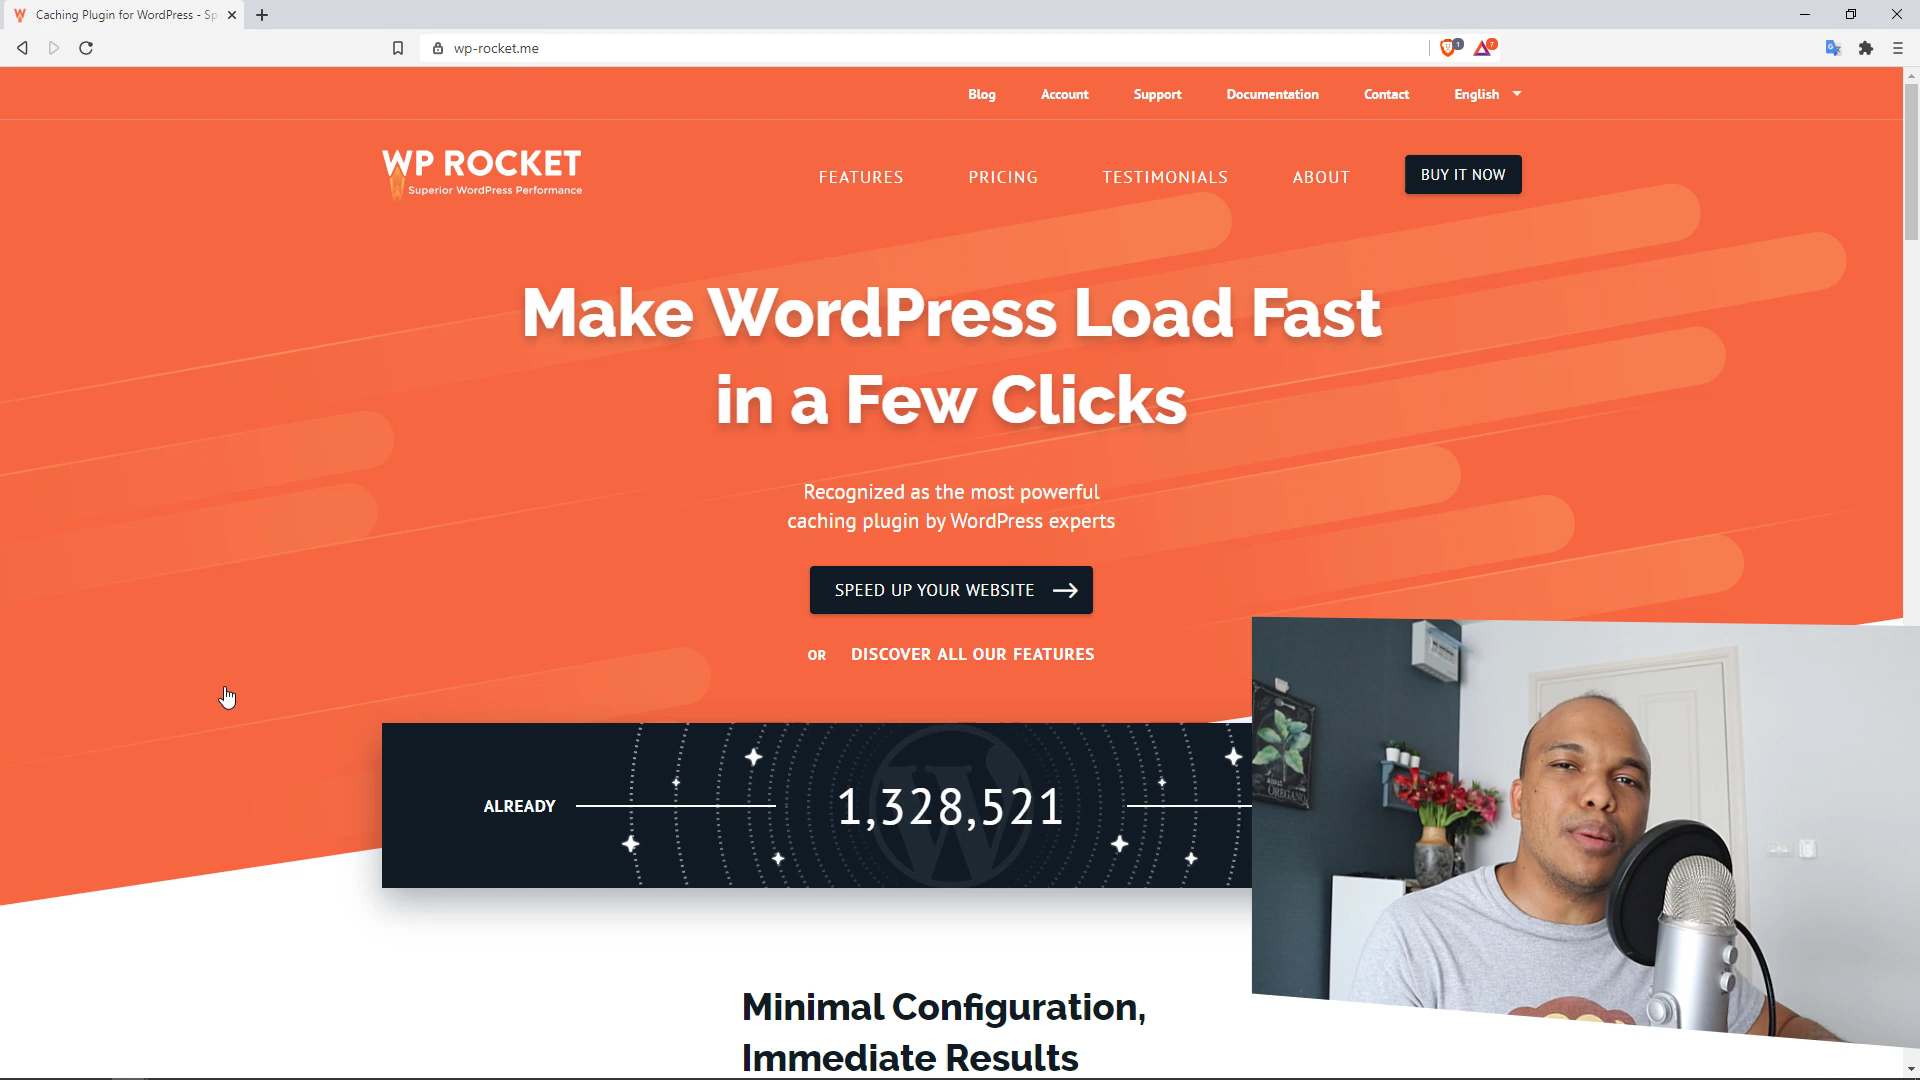 Caching Plugin for WordPress - Sp
wp-rocket.me
1
7
Blog
Account
Support
Documentation
Contact
English
WP ROCKET
Superior WordPress Performance
FEATURES
PRICING
TESTIMONIALS
ABOUT
BUY IT NOW
Make WordPress Load Fast
in a Few Clicks
Recognized as the most powerful
caching plugin by WordPress experts
SPEED UP YOUR WEBSITE
OR DISCOVER ALL OUR FEATURES
ALREADY
1,328,521
OREGANO
Minimal Configuration,
Immediate Results